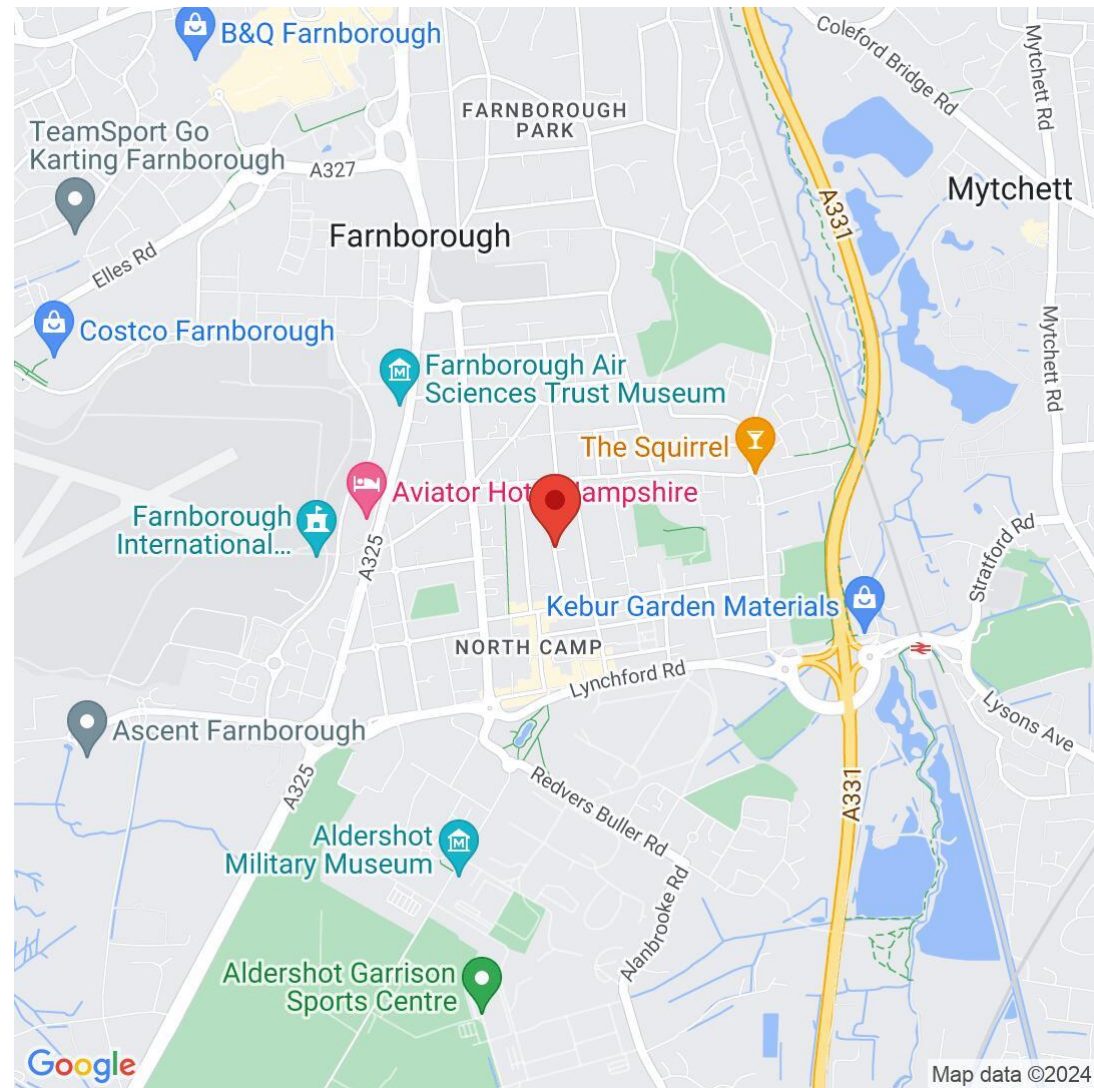 B&Q Farnborough
Coleford Bridge Rd
Mytchett Rd
FARNBOROUGH
PARK
TeamSport Go
Karting Farnborough
A327
A331
Mytchett
Farnborough
Elles Rd
Costco Farnborough
Mytchett Rd
Farnborough Air
Sciences Trust Museum
The Squirrel
Aviator Hot Hampshire
Farnborough
International...
A325
Stratford Rd
Kebur Garden Materials
NORTH CAMP
Lynchford Rd
Lysons Ave
Ascent Farnborough
A325
Redvers Buller Rd
A331
Aldershot
Military Museum
Alanbrooke Rd
Aldershot Garrison
Sports Centre
Google
Map data ©2024